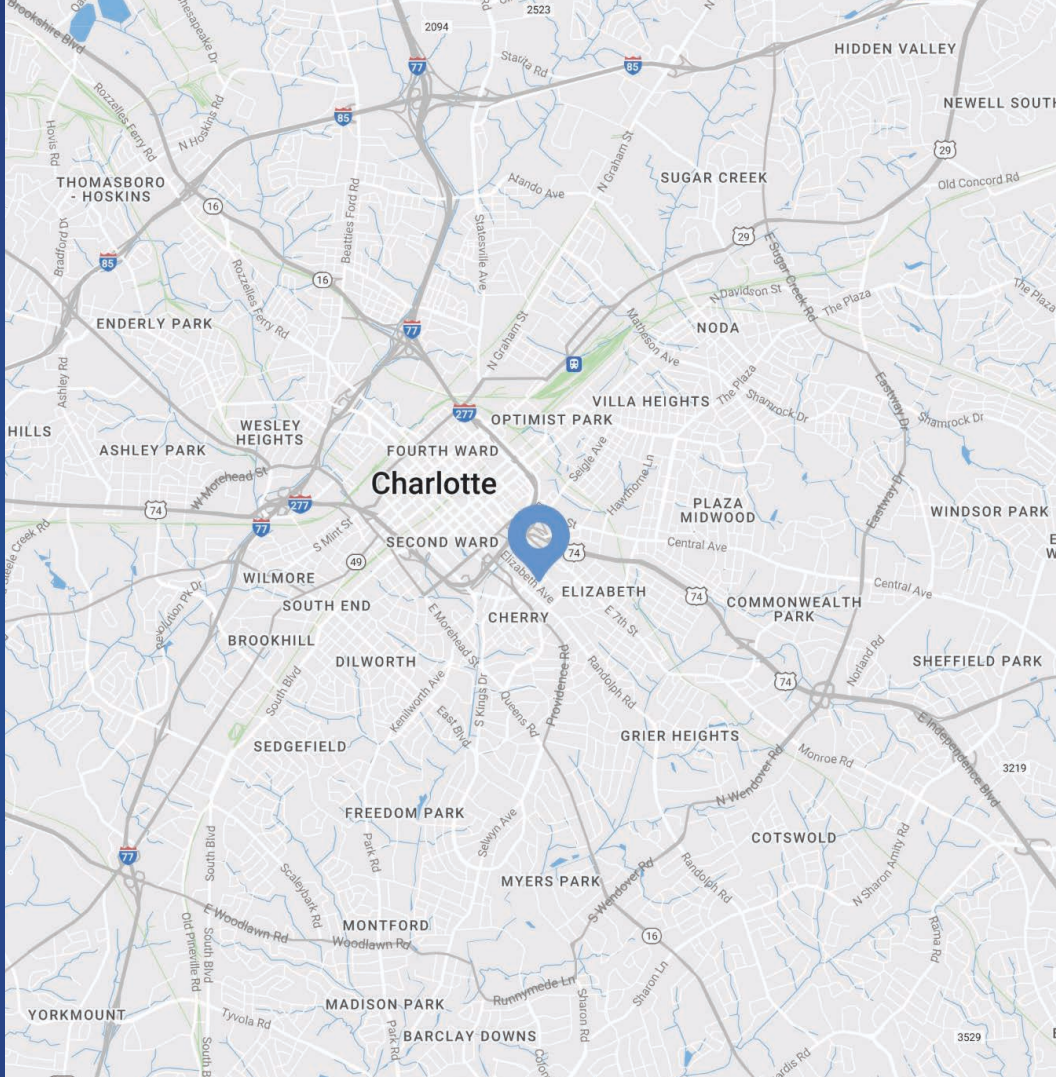 2523
2094
Brookshire Blvd
77
Starita Rd
85
HIDDEN VALLEY
NEWELL SOUTH
85
Rozzelles Ferry Rd
N Hoskins Rd
Hovis Rd
N Graham St
29
THOMASBORO
- HOSKINS
Atando Ave
SUGAR CREEK
Old Concord Rd
16
Beatties Ford Rd
Statesville Ave
Bradford Dr
29
85
E Sugar Creek Rd
16
Rozzelles Ferry Rd
N Davidson St
The Plaza
The Plaza
ENDERLY PARK
77
N Graham St
Matheson Ave
NODA
Ashley Rd
The Plaza
Eastway Dr
277
VILLA HEIGHTS
Shamrock Dr
OPTIMIST PARK
Shamrock Dr
HILLS
WESLEY
HEIGHTS
ASHLEY PARK
FOURTH WARD
Seigle Ave
W Morehead St
Charlotte
Hawthorne Ln
Eastway Dr
74
277
PLAZA
MIDWOOD
WINDSOR PARK
77
S Mint St
St
Steele Creek Rd
SECOND WARD
74
Central Ave
49
Elizabeth Ave
WILMORE
ELIZABETH
74
Central Ave
Revolution Pk Dr
SOUTH END
CHERRY
E 7th St
COMMONWEALTH
PARK
BROOKHILL
E Morehead St
DILWORTH
Norland Rd
SHEFFIELD PARK
South Blvd
Kenilworth Ave
S Kings Dr
Queens Rd
Providence Rd
Randolph Rd
74
East Blvd
SEDGEFIELD
GRIER HEIGHTS
E Independence Blvd
Monroe Rd
3219
N Wendover Rd
FREEDOM PARK
COTSWOLD
77
South Blvd
Park Rd
Selwyn Ave
Scaleybark Rd
MYERS PARK
S Wendover Rd
Randolph Rd
N Sharon Amity Rd
E Woodlawn Rd
MONTFORD
Woodlawn Rd
16
Old Pineville Rd
South Blvd
Rama Rd
Sharon Ln
Runnymede Ln
YORKMOUNT
Tyvola Rd
MADISON PARK
Park Rd
BARCLAY DOWNS
Sharon Rd
3529
South B
Colon
ardis Rd